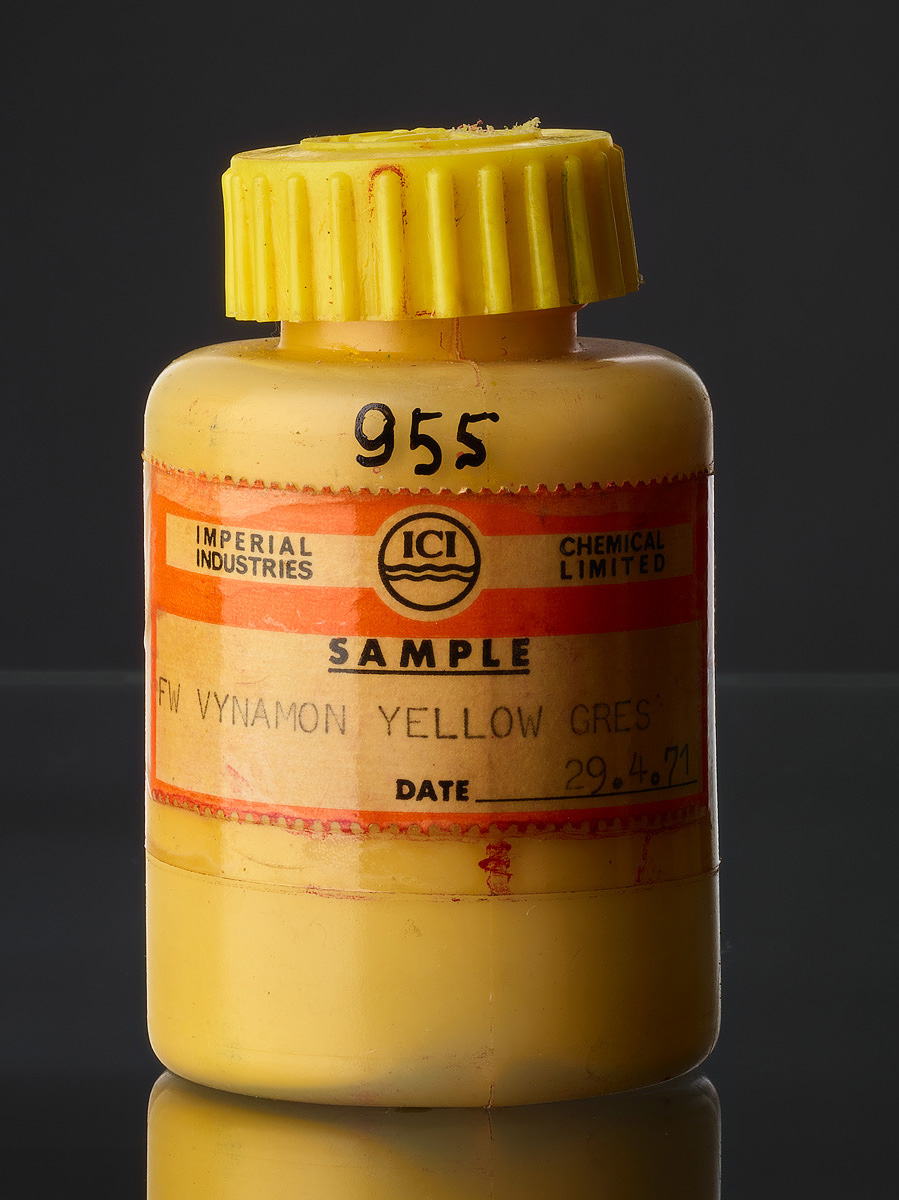 955
IMPERIAL INDUSTRIES
ICI
CHEMICAL LIMITED
SAMPLE
FW VYNAMON YELLOW GRES
DATE 29.4.71